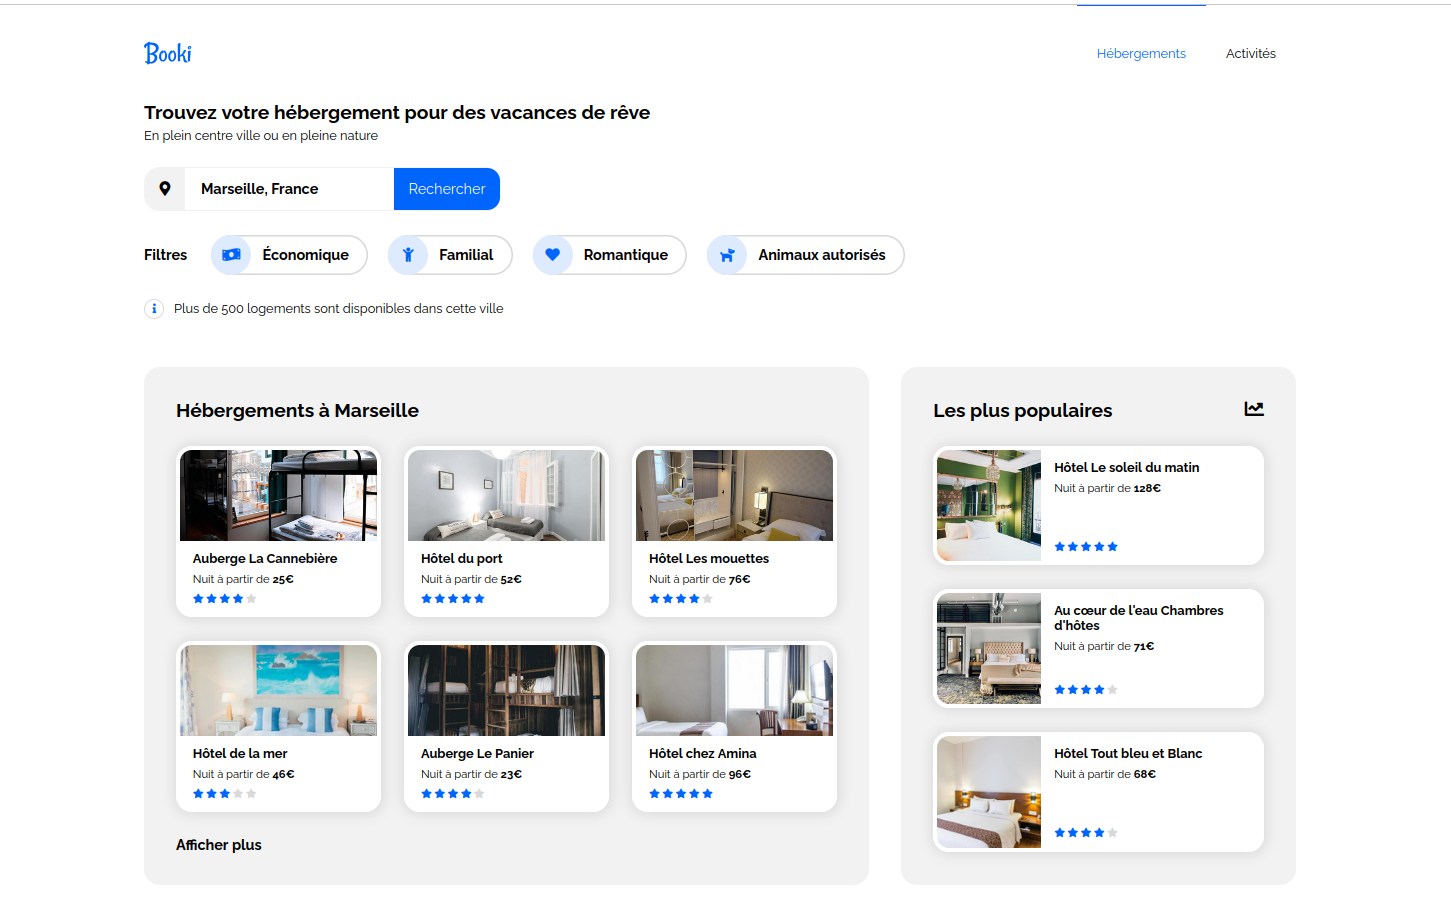 Booki
Hébergements
Activités
Trouvez votre hébergement pour des vacances de rêve
En plein centre ville ou en pleine nature
Marseille, France
Rechercher
Filtres
Économique
Familial
Romantique
Animaux autorisés
Plus de 500 logements sont disponibles dans cette ville
Hébergements à Marseille
Auberge La Cannebière
Nuit à partir de 25€
Hôtel du port
Nuit à partir de 52€
Hôtel Les mouettes
Nuit à partir de 76€
Hôtel de la mer
Nuit à partir de 46€
Auberge Le Panier
Nuit à partir de 23€
Hôtel chez Amina
Nuit à partir de 96€
Afficher plus
Les plus populaires
Hôtel Le soleil du matin
Nuit à partir de 128€
Au cœur de l'eau Chambres
d'hôtes
Nuit à partir de 71€
Hôtel Tout bleu et Blanc
Nuit à partir de 68€